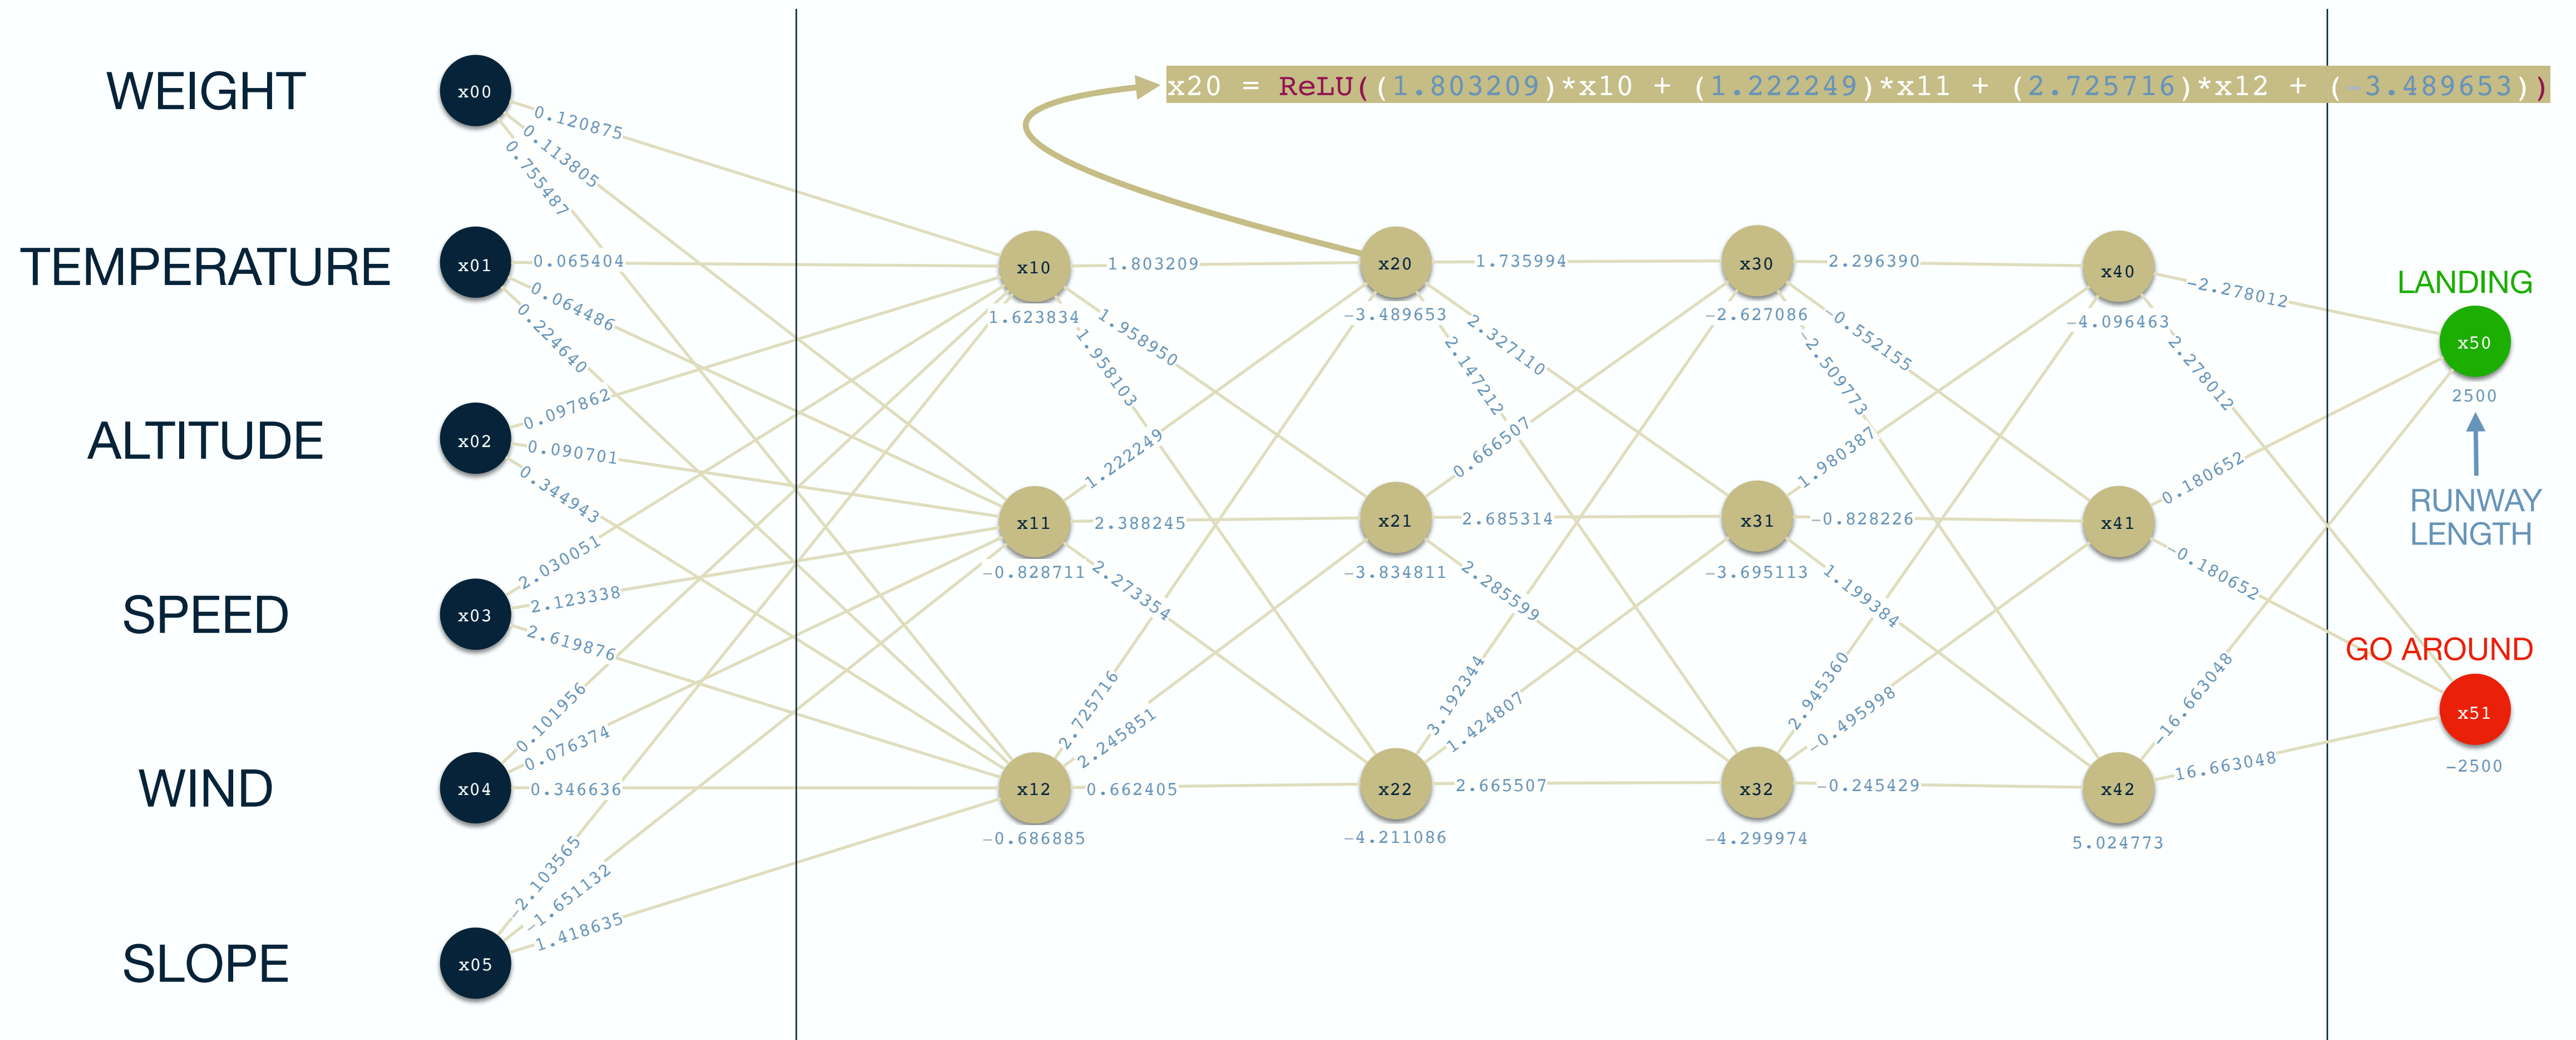 x20 = ReLU((1.803209)*x10 + (1.222249)*x11 + (2.725716)*x12 + (-3.489653))
WEIGHT
x00
0.120875
0.113805
0.755487
TEMPERATURE
x01
0.065404
0.064486
0.224640
ALTITUDE
x02
0.097862
0.090701
0.344943
SPEED
x03
2.030051
2.123338
2.619876
WIND
x04
0.101956
0.076374
0.346636
SLOPE
x05
-2.103565
-1.651132
1.418635
x10
1.623834
1.803209
1.958950
1.958103
x11
-0.828711
1.222249
2.388245
2.273354
x12
-0.686885
2.725716
2.245851
0.662405
x20
-3.489653
1.735994
2.327110
2.147212
x21
-3.834811
0.666507
2.685314
2.285599
x22
-4.211086
3.192344
1.424807
2.665507
x30
-2.627086
2.296390
-0.552155
-2.509773
x31
-3.695113
1.980387
-0.828226
1.199384
x32
-4.299974
2.945360
-0.495998
-0.245429
x40
-4.096463
-2.278012
2.278012
x41
0.180652
-0.180652
x42
5.024773
-16.663048
16.663048
LANDING
x50
2500
RUNWAY
LENGTH
GO AROUND
x51
-2500